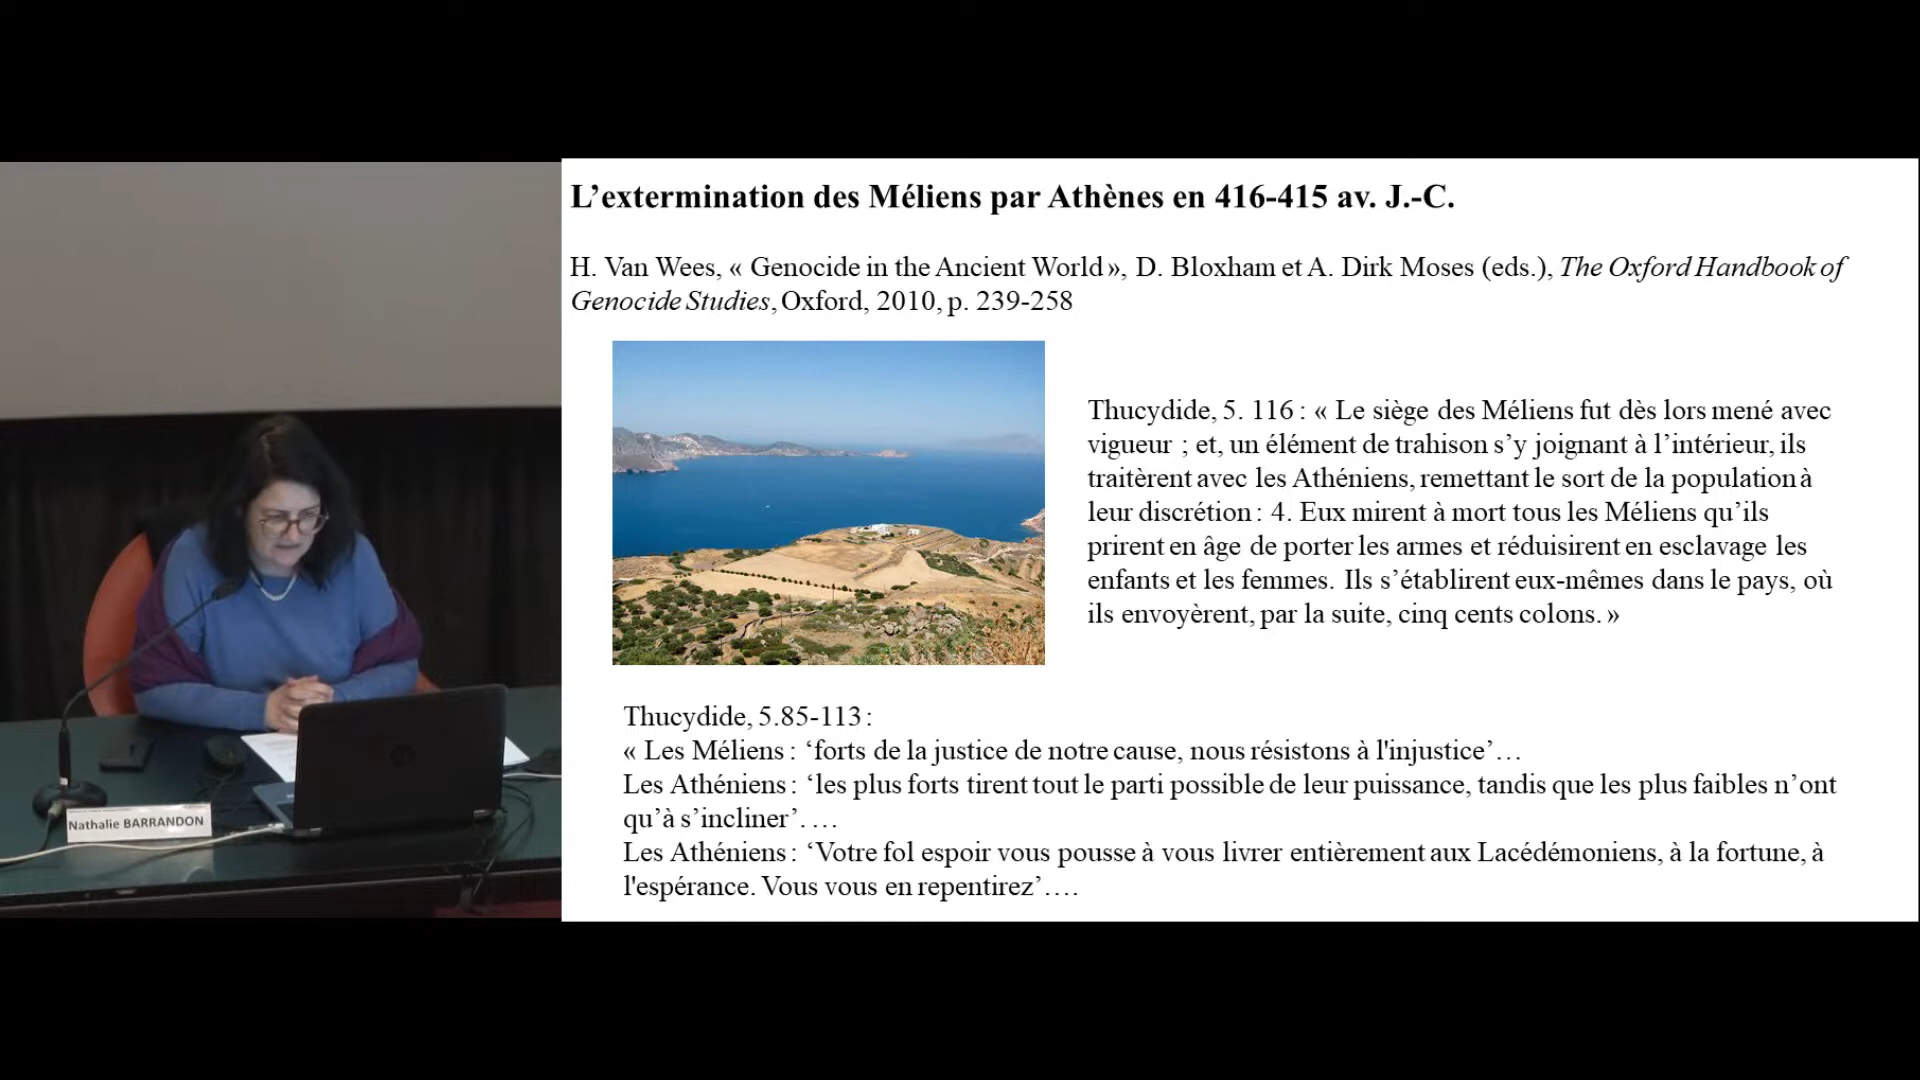 L’extermination des Méliens par Athènes en 416-415 av. J.-C.
H. Van Wees, « Genocide in the Ancient World », D. Bloxham et A. Dirk Moses (eds.), The Oxford Handbook of
Genocide Studies, Oxford, 2010, p. 239-258
Thucydide, 5. 116 : « Le siège des Méliens fut dès lors mené avec
vigueur ; et, un élément de trahison s’y joignant à l’intérieur, ils
traitèrent avec les Athéniens, remettant le sort de la population à
leur discrétion : 4. Eux mirent à mort tous les Méliens qu’ils
prirent en âge de porter les armes et réduisirent en esclavage les
enfants et les femmes. Ils s’établirent eux-mêmes dans le pays, où
ils envoyèrent, par la suite, cinq cents colons. »
Thucydide, 5.85-113 :
« Les Méliens : ‘forts de la justice de notre cause, nous résistons à l'injustice’…
Les Athéniens : ‘les plus forts tirent tout le parti possible de leur puissance, tandis que les plus faibles n’ont
qu’à s’incliner’. …
Les Athéniens : ‘Votre fol espoir vous pousse à vous livrer entièrement aux Lacédémoniens, à la fortune, à
l'espérance. Vous vous en repentirez’….
Nathalie BARRANDON